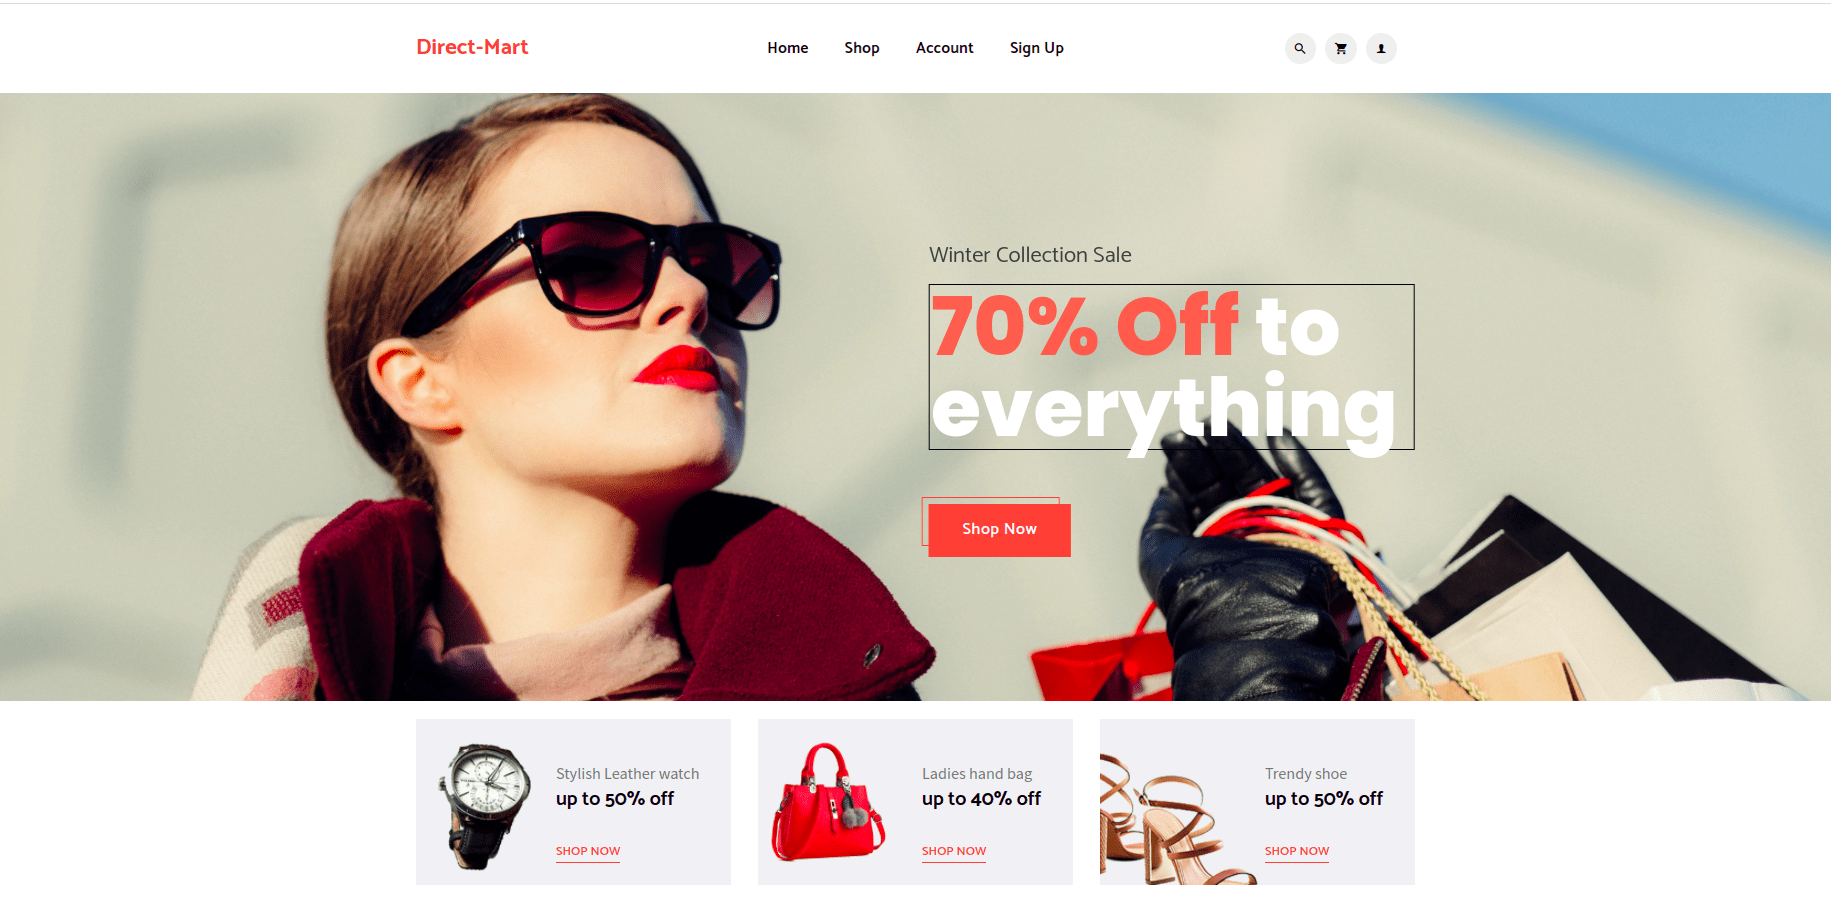 Direct-Mart
Home Shop Account Sign Up
Winter Collection Sale
70% Off to
everything
Shop Now
Stylish Leather watch
up to 50% off
SHOP NOW
Ladies hand bag
up to 40% off
SHOP NOW
Trendy shoe
up to 50% off
SHOP NOW